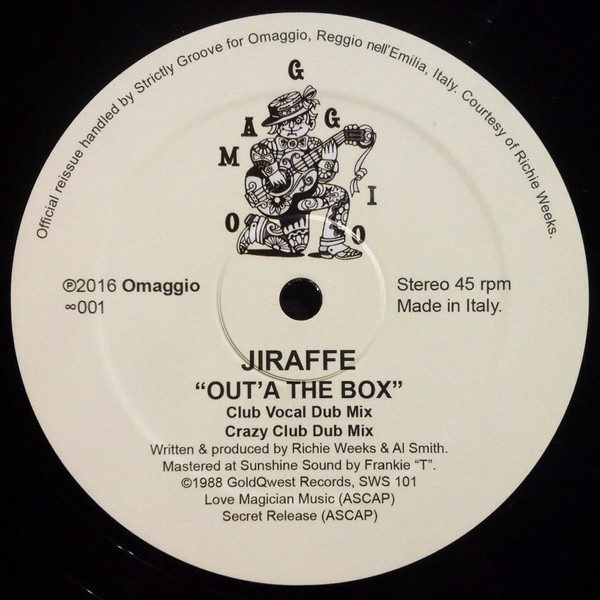 Official reissue handled by Strictly Groove for Omaggio, Reggio nell'Emilia, Italy. Courtesy of Richie Weeks.
OMAGGIO
℗2016 Omaggio
∞001
Stereo 45 rpm
Made in Italy.
JIRAFFE
“OUT'A THE BOX”
Club Vocal Dub Mix
Crazy Club Dub Mix
Written & produced by Richie Weeks & Al Smith.
Mastered at Sunshine Sound by Frankie “T”.
©1988 GoldQwest Records, SWS 101
Love Magician Music (ASCAP)
Secret Release (ASCAP)